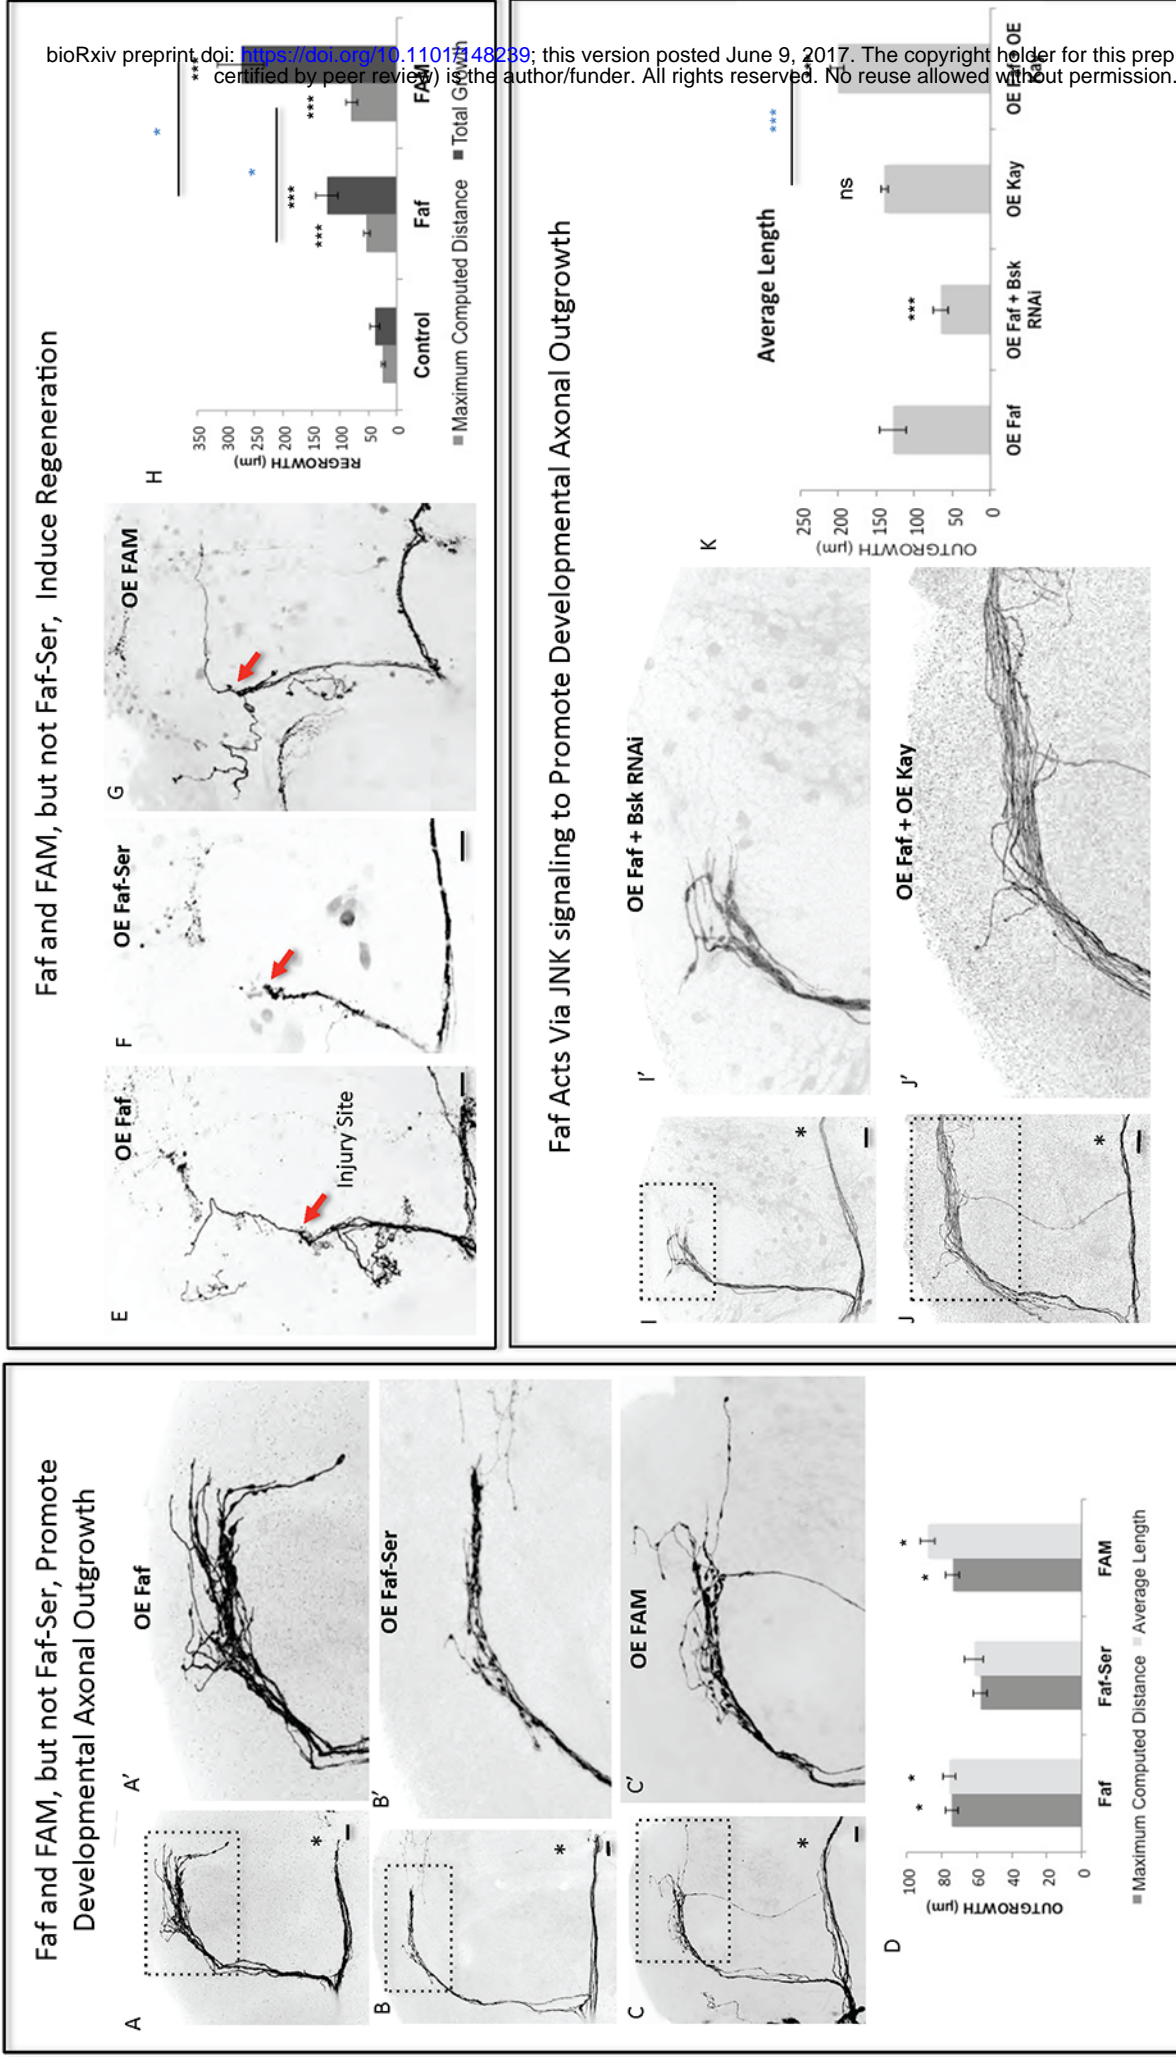 bioRxiv preprint doi: https://doi.org/10.1101/148239; this version posted June 9, 2017. The copyright holder for this prep
certified by peer review) is the author/funder. All rights reserved. No reuse allowed without permission.
Faf and FAM, but not Faf-Ser, Promote
Developmental Axonal Outgrowth
A
A'
OE Faf
*
B
B'
OE Faf-Ser
*
C
C'
OE FAM
*
D
OUTGROWTH (µm)
100
80
60
40
20
0
* *
* *
Faf
Faf-Ser
FAM
Maximum Computed Distance
Average Length
Faf and FAM, but not Faf-Ser, Induce Regeneration
E
OE Faf
Injury Site
F
OE Faf-Ser
G
OE FAM
H
REGROWTH (µm)
350
300
250
200
150
100
50
0
***
***
***
***
*
*
Control
Faf
FAM
Maximum Computed Distance
Total Growth
Faf Acts Via JNK signaling to Promote Developmental Axonal Outgrowth
I
I'
OE Faf + Bsk RNAi
*
J
J'
OE Faf + OE Kay
*
K
Average Length
OUTGROWTH (µm)
250
200
150
100
50
0
***
ns
***
OE Faf
OE Faf + Bsk
RNAi
OE Kay
OE Faf + OE
Kay